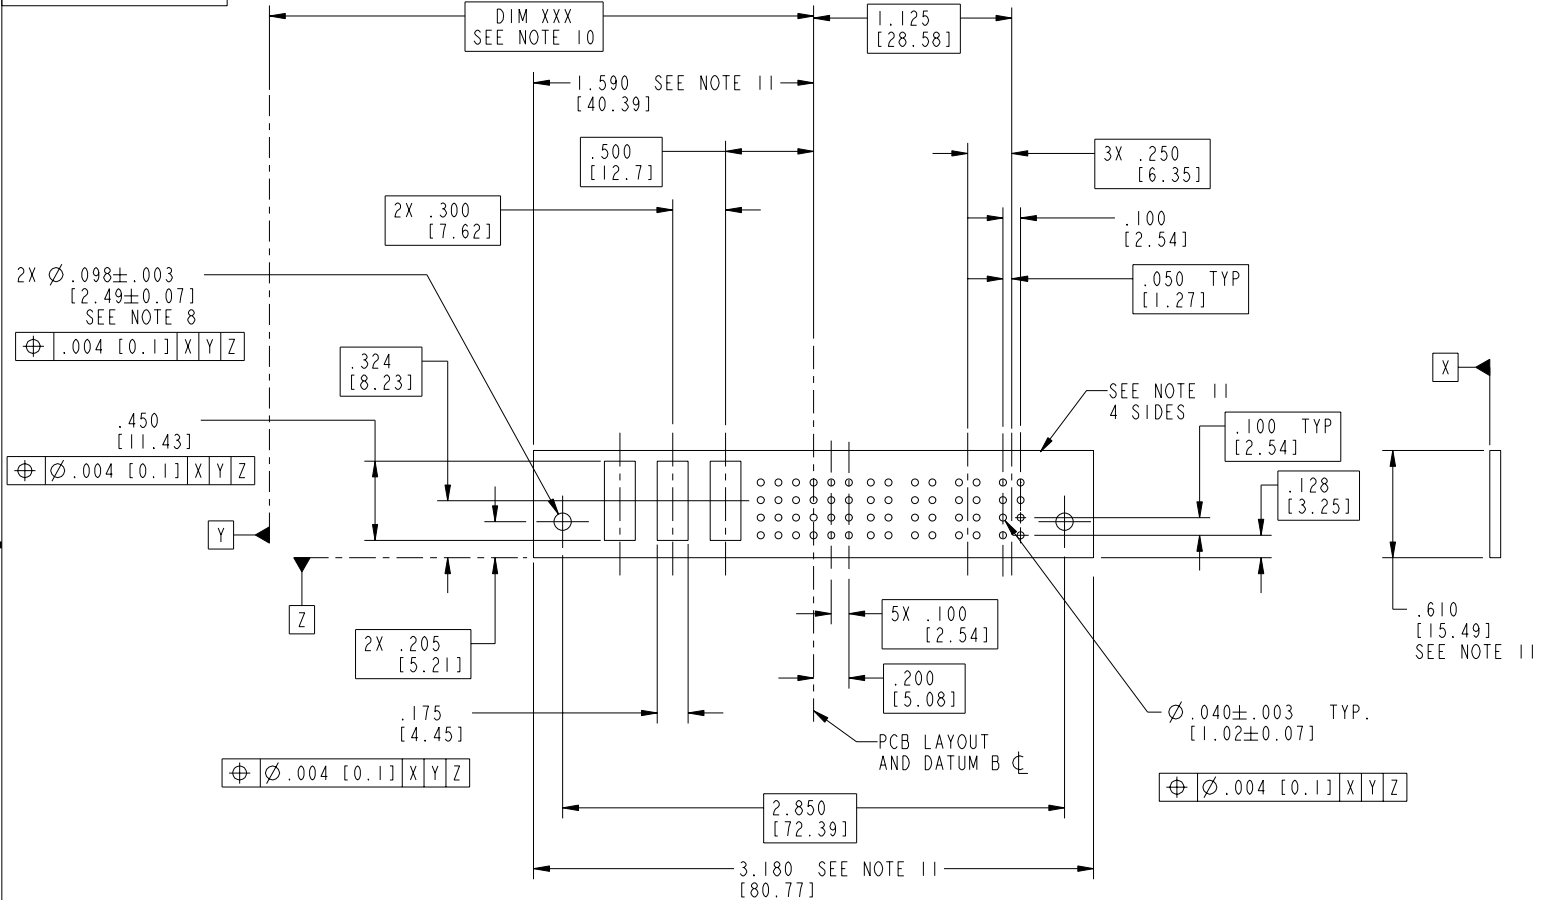 DIM XXX
SEE NOTE 10
1.125
[28.58]
1.590 SEE NOTE 11
[40.39]
.500
[12.7]
3X .250
[6.35]
2X .300
[7.62]
.100
[2.54]
2X Ø.098±.003
[2.49±0.07]
SEE NOTE 8
⌖ .004 [0.1] X Y Z
.050 TYP
[1.27]
.324
[8.23]
X
SEE NOTE 11
4 SIDES
.450
[11.43]
⌖ Ø.004 [0.1] X Y Z
.100 TYP
[2.54]
.128
[3.25]
Y
Z
2X .205
[5.21]
5X .100
[2.54]
.610
[15.49]
SEE NOTE 11
.200
[5.08]
.175
[4.45]
⌖ Ø.004 [0.1] X Y Z
Ø.040±.003 TYP.
[1.02±0.07]
⌖ Ø.004 [0.1] X Y Z
PCB LAYOUT
AND DATUM B ℄
2.850
[72.39]
3.180 SEE NOTE 11
[80.77]